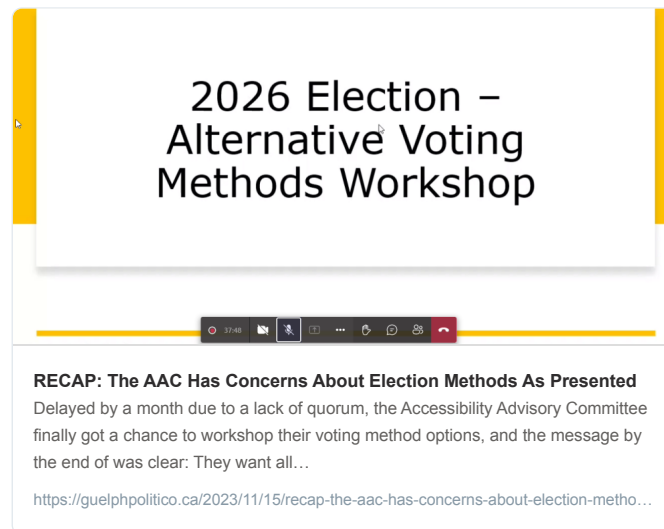 2026 Election –
Alternative Voting
Methods Workshop
37:48
RECAP: The AAC Has Concerns About Election Methods As Presented
Delayed by a month due to a lack of quorum, the Accessibility Advisory Committee
finally got a chance to workshop their voting method options, and the message by
the end of was clear: They want all…
https://guelphpolitico.ca/2023/11/15/recap-the-aac-has-concerns-about-election-metho…